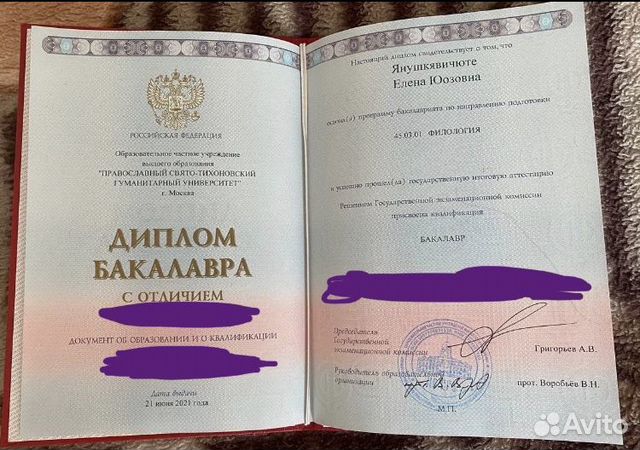 РОССИЙСКАЯ ФЕДЕРАЦИЯ
Образовательное частное учреждение
высшего образования
"ПРАВОСЛАВНЫЙ СВЯТО-ТИХОНОВСКИЙ
ГУМАНИТАРНЫЙ УНИВЕРСИТЕТ"
г. Москва
ДИПЛОМ
БАКАЛАВРА
С ОТЛИЧИЕМ
ДОКУМЕНТ ОБ ОБРАЗОВАНИИ И О КВАЛИФИКАЦИИ
Дата выдачи
21 июня 2021 года
Настоящий диплом свидетельствует о том, что
Янушкявичюте
Елена Юозовна
освоил(а) программу бакалавриата по направлению подготовки
45.03.01 ФИЛОЛОГИЯ
и успешно прошел(ла) государственную итоговую аттестацию
Решением Государственной экзаменационной комиссии
присвоена квалификация
БАКАЛАВР
Председатель
Государственной
экзаменационной комиссии
Григорьев А.В.
Руководитель образовательной
организации
прот. Воробьёв В.Н.
М.П.
Avito